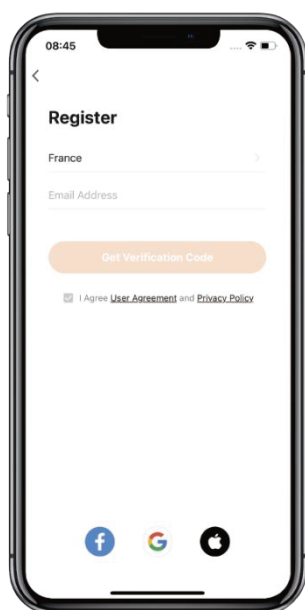 08:45
Register
France
Email Address
Get Verification Code
I Agree User Agreement and Privacy Policy